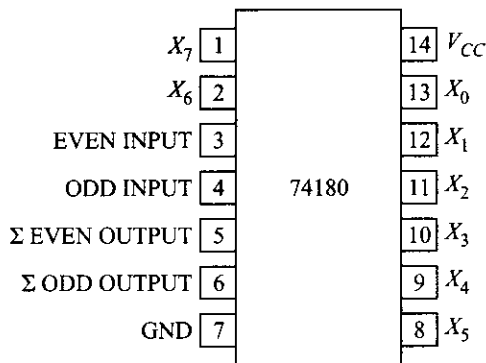 X7 1 14 VCC
X6 2 13 X0
EVEN INPUT 3 12 X1
ODD INPUT 4 74180 11 X2
Σ EVEN OUTPUT 5 10 X3
Σ ODD OUTPUT 6 9 X4
GND 7 8 X5